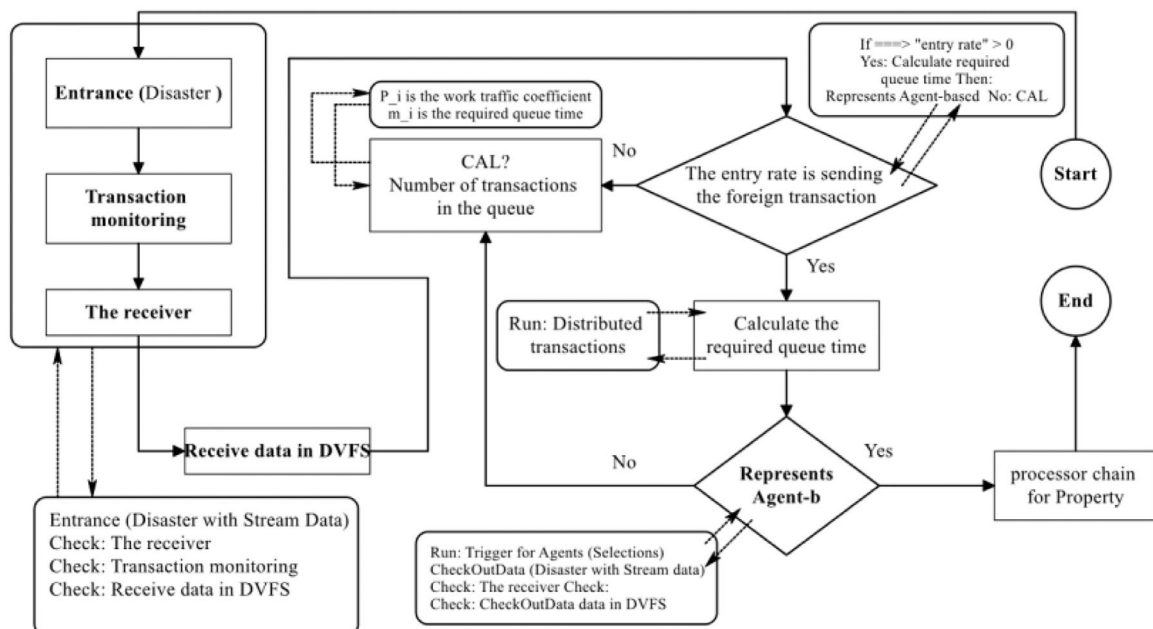 Entrance (Disaster )
Transaction
monitoring
The receiver
Receive data in DVFS
Entrance (Disaster with Stream Data)
Check: The receiver
Check: Transaction monitoring
Check: Receive data in DVFS
P_i is the work traffic coefficient
m_i is the required queue time
CAL?
Number of transactions
in the queue
No
If ===> "entry rate" > 0
Yes: Calculate required
queue time Then:
Represents Agent-based No: CAL
The entry rate is sending
the foreign transaction
Start
Yes
Run: Distributed
transactions
Calculate the
required queue time
End
No
Represents
Agent-b
Yes
processor chain
for Property
Run: Trigger for Agents (Selections)
CheckOutData (Disaster with Stream data)
Check: The receiver Check:
Check: CheckOutData data in DVFS